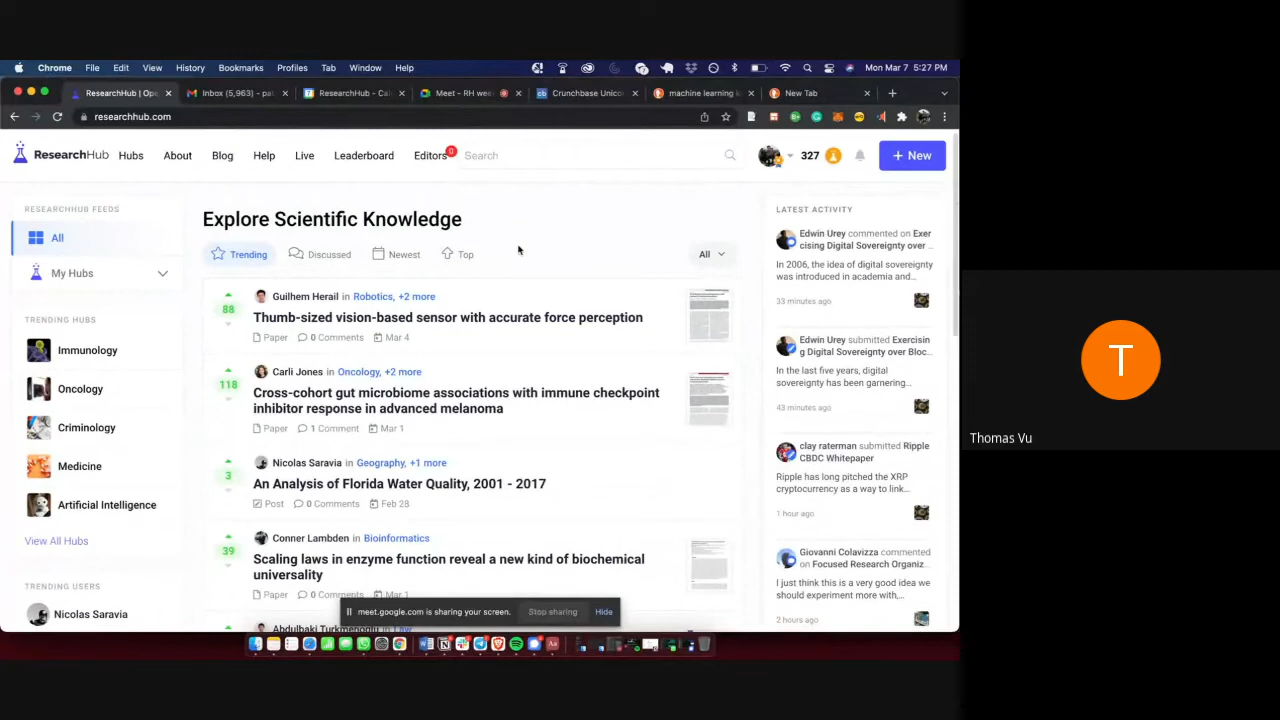 Chrome File Edit View History Bookmarks Profiles Tab Window Help Mon Mar 7 5:27 PM
ResearchHub | Ope Inbox (5,963) - pat ResearchHub - Cal Meet - RH wee Crunchbase Unico machine learning k New Tab
researchhub.com
ResearchHub Hubs About Blog Help Live Leaderboard Editors 0 Search 327 + New
RESEARCHHUB FEEDS
All
My Hubs
TRENDING HUBS
Immunology
Oncology
Criminology
Medicine
Artificial Intelligence
View All Hubs
TRENDING USERS
Nicolas Saravia
Explore Scientific Knowledge
Trending Discussed Newest Top All
Guilhem Herail in Robotics, +2 more
88
Thumb-sized vision-based sensor with accurate force perception
Paper 0 Comments Mar 4
Carli Jones in Oncology, +2 more
118
Cross-cohort gut microbiome associations with immune checkpoint
inhibitor response in advanced melanoma
Paper 1 Comment Mar 1
Nicolas Saravia in Geography, +1 more
3
An Analysis of Florida Water Quality, 2001 - 2017
Post 0 Comments Feb 28
Conner Lambden in Bioinformatics
39
Scaling laws in enzyme function reveal a new kind of biochemical
universality
Paper 0 Comments Mar 1
meet.google.com is sharing your screen. Stop sharing Hide
LATEST ACTIVITY
Edwin Urey commented on Exer
cising Digital Sovereignty over ...
In 2006, the idea of digital sovereignty
was introduced in academia and...
33 minutes ago
Edwin Urey submitted Exercisin
g Digital Sovereignty over Bloc...
In the last five years, digital
sovereignty has been garnering...
43 minutes ago
clay raterman submitted Ripple
CBDC Whitepaper
Ripple has long pitched the XRP
cryptocurrency as a way to link...
1 hour ago
Giovanni Colavizza commented
on Focused Research Organiz...
I just think this is a very good idea we
should experiment more with,...
2 hours ago
T
Thomas Vu